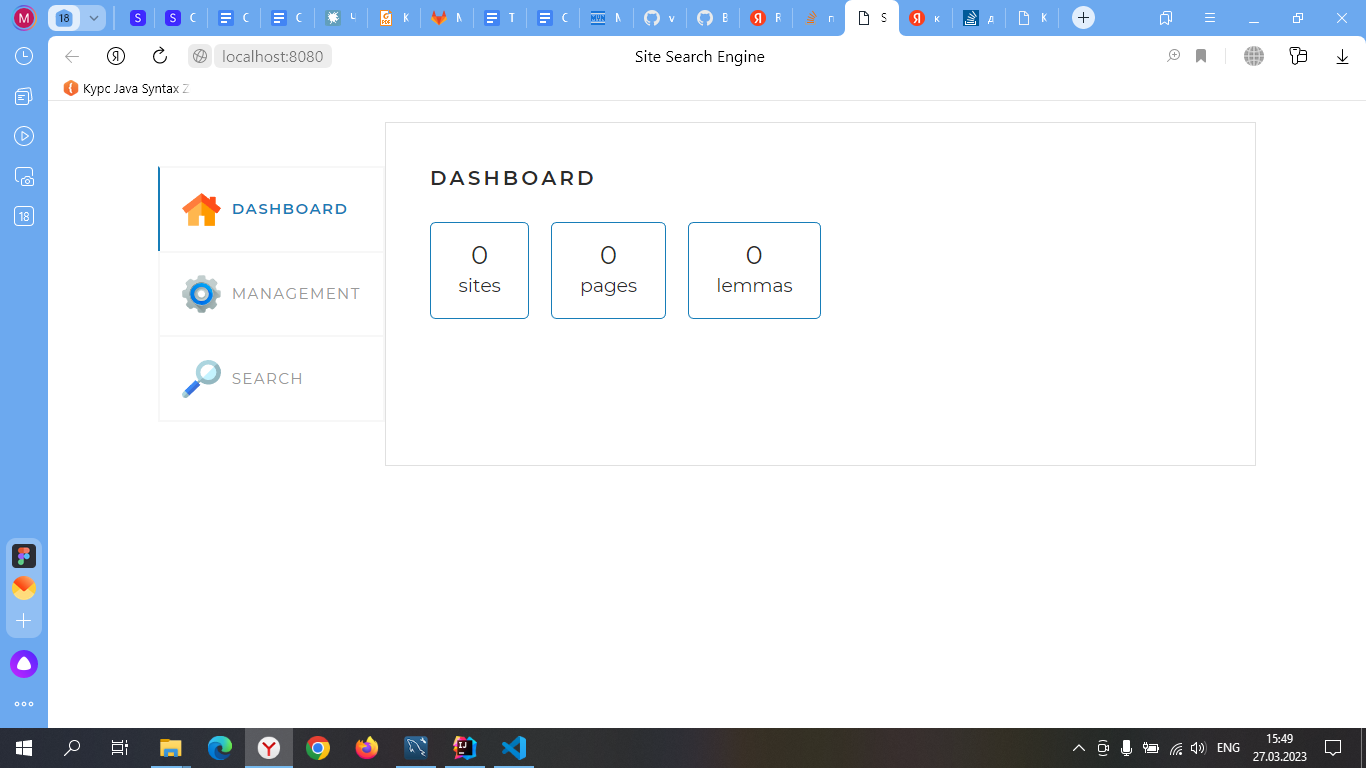 M
18
S
S C
C
C
Ч
К
M
Т
C
M
v
B
Я R
п
S
Я к
д
К
Я
localhost:8080
Site Search Engine
Курс Java Syntax Z
18
DASHBOARD
MANAGEMENT
SEARCH
DASHBOARD
0
sites
0
pages
0
lemmas
ENG
15:49
27.03.2023